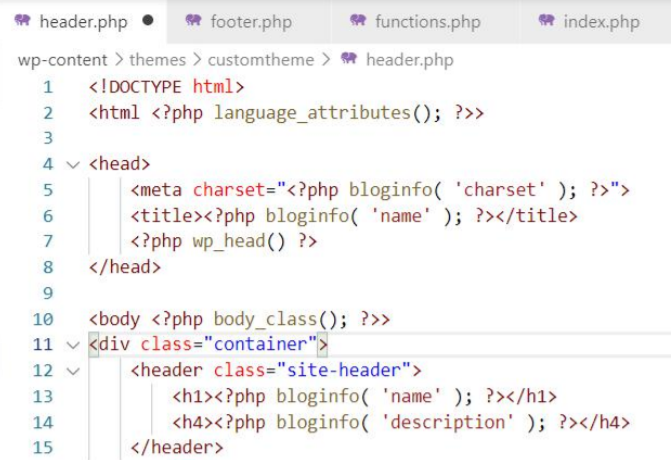 header.php ● footer.php functions.php index.php
wp-content > themes > customtheme > header.php
1 <!DOCTYPE html>
2 <html <?php language_attributes(); ?>>
3
4 <head>
5 <meta charset="<?php bloginfo( 'charset' ); ?>">
6 <title><?php bloginfo( 'name' ); ?></title>
7 <?php wp_head() ?>
8 </head>
9
10 <body <?php body_class(); ?>>
11 <div class="container">
12 <header class="site-header">
13 <h1><?php bloginfo( 'name' ); ?></h1>
14 <h4><?php bloginfo( 'description' ); ?></h4>
15 </header>